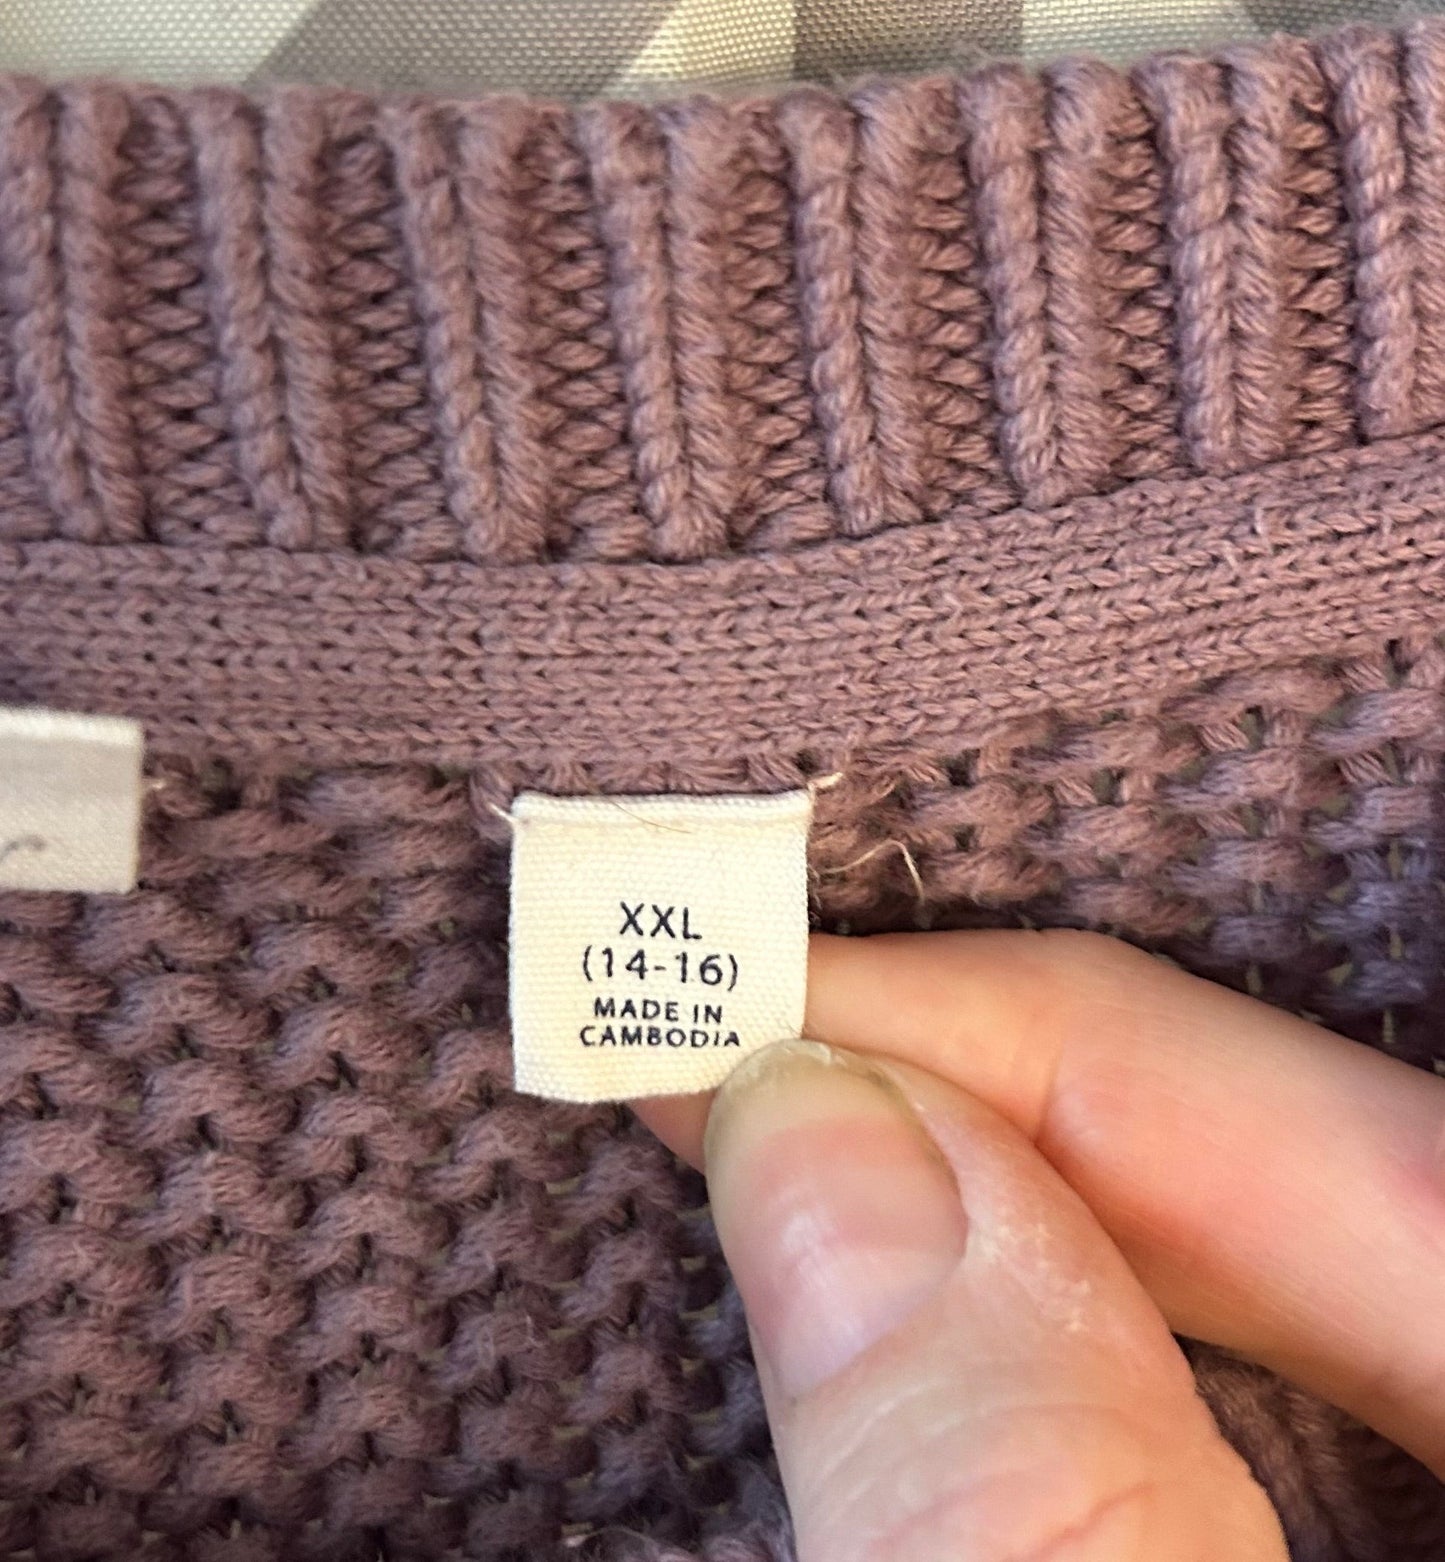 XXL
(14-16)
MADE IN
CAMBODIA